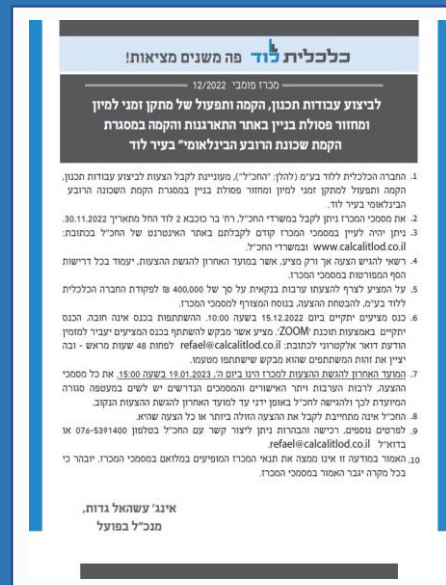 כלכלית לוד פה משנים מציאות!
מכרז פומבי 12/2022
לביצוע עבודות תכנון, הקמה ותפעול של מתקן זמני למיון
ומחזור פסולת בניין באתר התארגנות והקמה במסגרת
הקמת שכונת הרובע הבינלאומי" בעיר לוד
1. החברה הכלכלית ללוד בע"מ (להלן: "החכ"ל), מעוניינת לקבל הצעות לביצוע עבודות תכנון,
הקמה ותפעול למתקן זמני למיון ומחזור פסולת בניין במסגרת הקמת השכונה הרובע
הבינלאומי בעיר לוד.
2. את מסמכי המכרז ניתן לקבל במשרדי החכ"ל, רח' בר כוכבא 2 לוד החל מתאריך 30.11.2022.
3. ניתן יהיה לעיין במסמכי המכרז קודם לקבלתם באתר האינטרנט של החכ"ל בכתובת:
www.calcalitlod.co.il ובמשרדי החכ"ל.
4. רשאי להגיש הצעה אך ורק מציע, אשר במועד האחרון להגשת ההצעות, יעמוד בכל דרישות
הסף המפורטות במסמכי המכרז.
5. על המציע לצרף להצעתו ערבות בנקאית על סך של 400,000 ₪ לפקודת החברה הכלכלית
ללוד בע"מ, להבטחת ההצעה, בנוסח המצורף למסמכי המכרז.
6. כנס מציעים יתקיים ביום 15.12.2022 בשעה 10:00. ההשתתפות בכנס אינה חובה. הכנס
יתקיים באמצעות תוכנת 'ZOOM'. מציע אשר מבקש להשתתף בכנס המציעים יעביר למזמין
הודעת דואר אלקטרוני לכתובת: refael@calcalitlod.co.il לפחות 48 שעות מראש - ובה
יציין את זהות המשתתפים שהוא מבקש שישתתפו מטעמו.
7. המועד האחרון להגשת ההצעות למכרז הינו ביום ה', 19.01.2023 בשעה 15:00, את כל מסמכי
ההצעה, לרבות הערבות ויתר האישורים והמסמכים הנדרשים יש לשים במעטפה סגורה
המיועדת לכך ולהגישה לחכ"ל באופן ידני עד למועד האחרון להגשת ההצעות הנקוב.
8. החכ"ל אינה מתחייבת לקבל את ההצעה הזולה ביותר או כל הצעה שהיא.
9. לפרטים נוספים, רכישה והבהרות ניתן ליצור קשר עם החכ"ל בטלפון 076-5391400 או
בדוא"ל refael@calcalitlod.co.il.
10. האמור במודעה זו אינו ממצה את תנאי המכרז המופיעים במלואם במסמכי המכרז. יובהר כי
בכל מקרה יגבר האמור במסמכי המכרז.
אינג' עשהאל גדות,
מנכ"ל בפועל